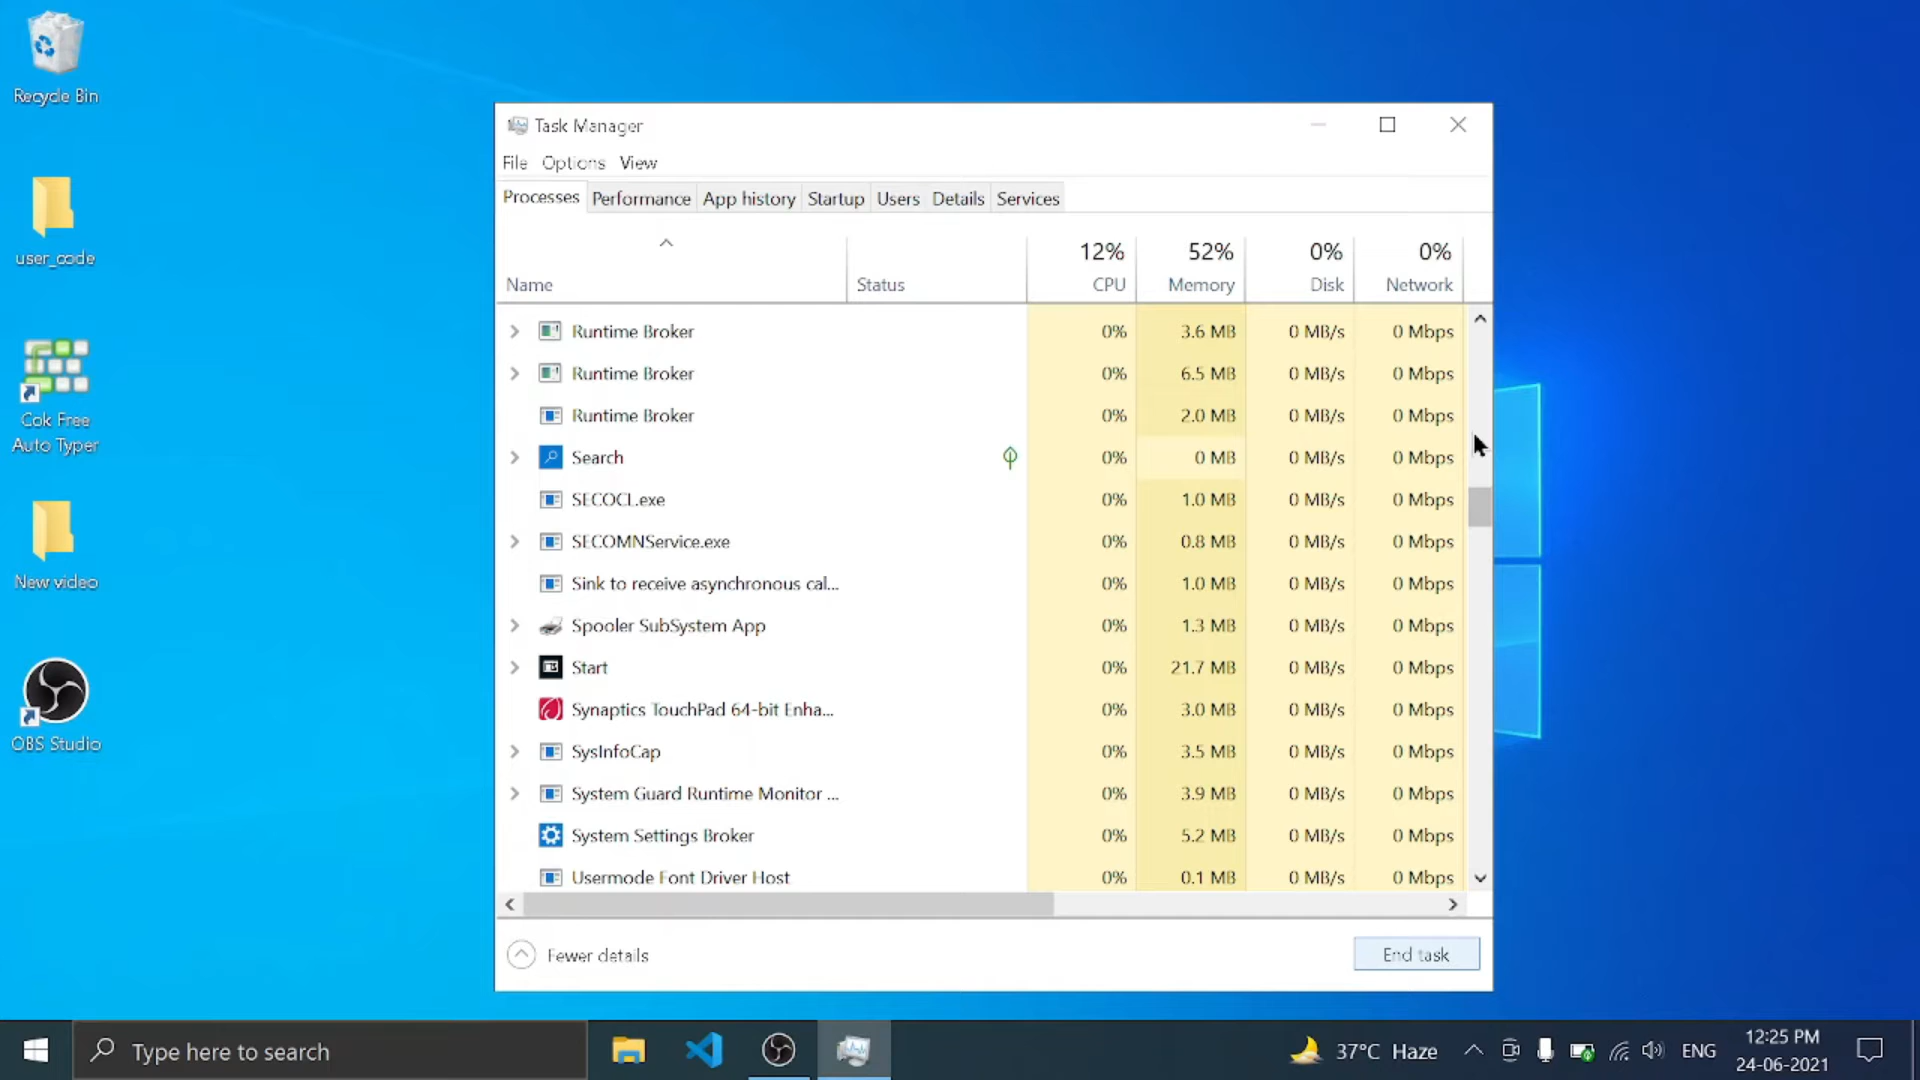 Recycle Bin
user_code
Cok Free
Auto Typer
New video
OBS Studio
Task Manager
File Options View
Processes Performance App history Startup Users Details Services
12% 52% 0% 0%
Name Status CPU Memory Disk Network
Runtime Broker 0% 3.6 MB 0 MB/s 0 Mbps
Runtime Broker 0% 6.5 MB 0 MB/s 0 Mbps
Runtime Broker 0% 2.0 MB 0 MB/s 0 Mbps
Search 0% 0 MB 0 MB/s 0 Mbps
SECOCL.exe 0% 1.0 MB 0 MB/s 0 Mbps
SECOMNService.exe 0% 0.8 MB 0 MB/s 0 Mbps
Sink to receive asynchronous cal... 0% 1.0 MB 0 MB/s 0 Mbps
Spooler SubSystem App 0% 1.3 MB 0 MB/s 0 Mbps
Start 0% 21.7 MB 0 MB/s 0 Mbps
Synaptics TouchPad 64-bit Enha... 0% 3.0 MB 0 MB/s 0 Mbps
SysInfoCap 0% 3.5 MB 0 MB/s 0 Mbps
System Guard Runtime Monitor ... 0% 3.9 MB 0 MB/s 0 Mbps
System Settings Broker 0% 5.2 MB 0 MB/s 0 Mbps
Usermode Font Driver Host 0% 0.1 MB 0 MB/s 0 Mbps
Fewer details End task
Type here to search 37°C Haze ENG 12:25 PM
24-06-2021